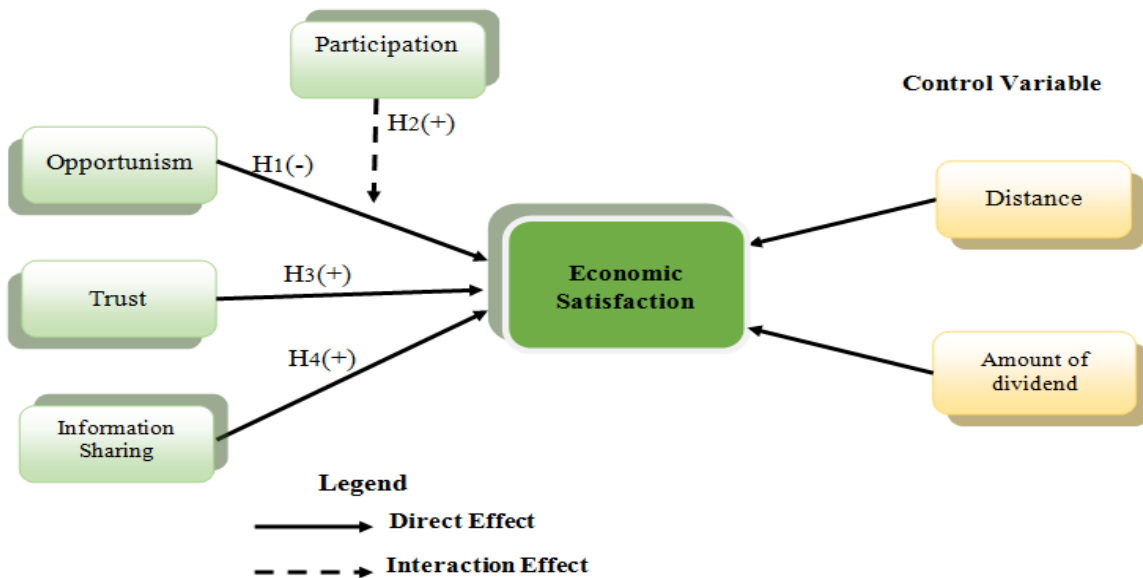 Participation
Control Variable
H2(+)
Opportunism
H1(-)
Distance
Economic
Satisfaction
H3(+)
Trust
H4(+)
Amount of
dividend
Information
Sharing
Legend
Direct Effect
Interaction Effect